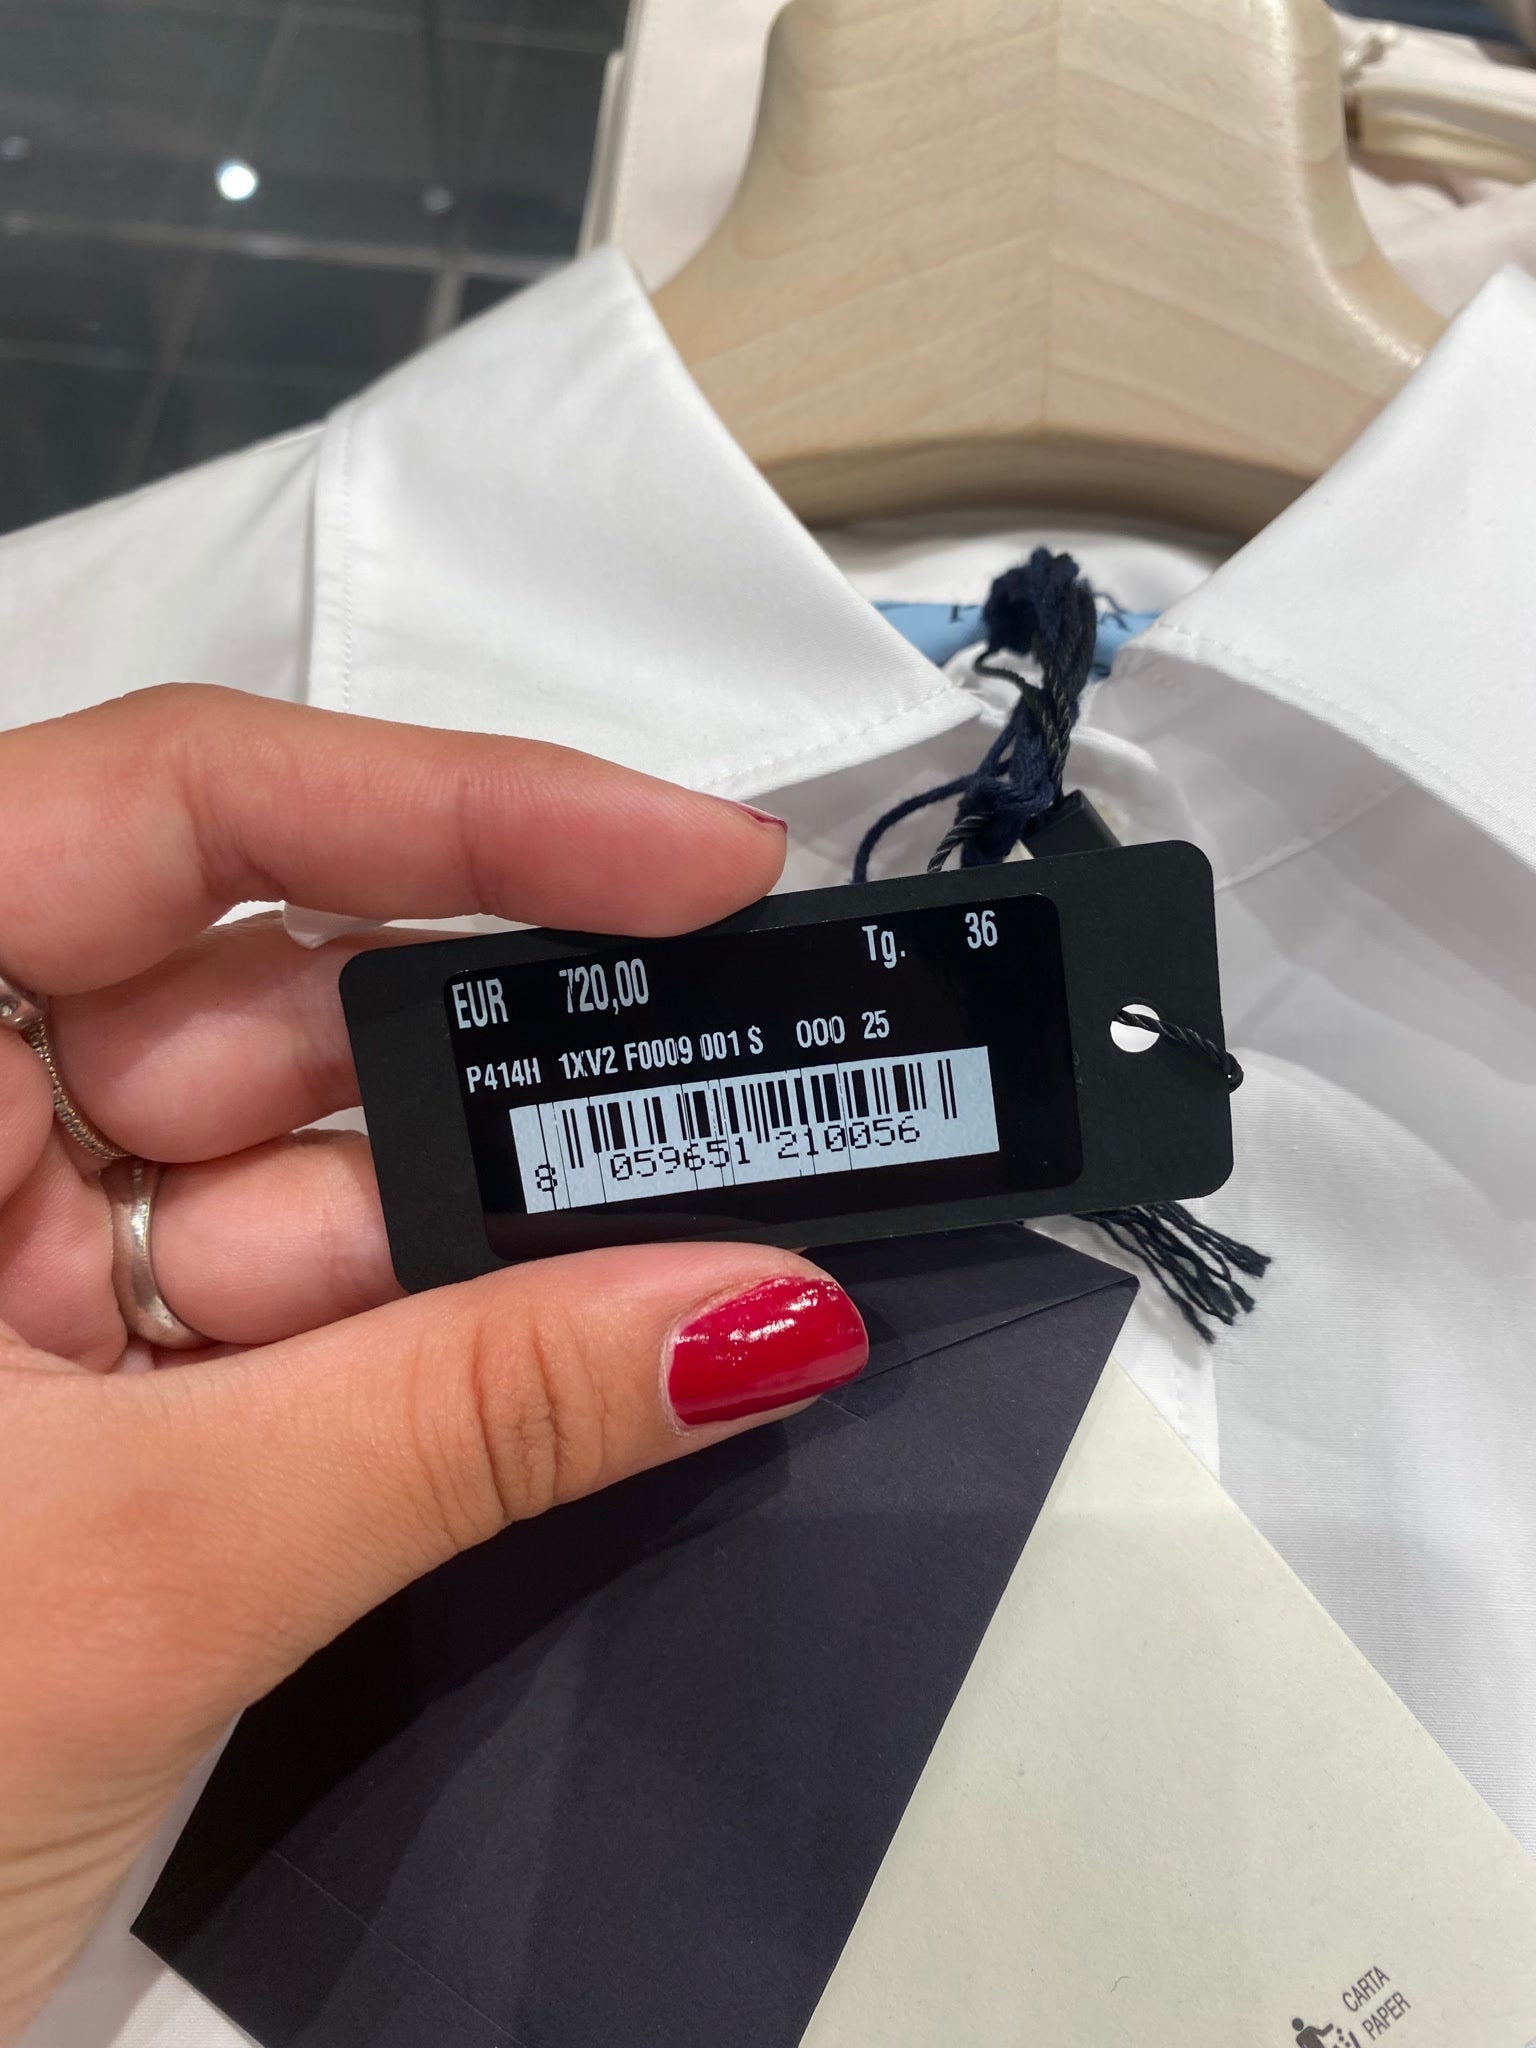 Tg. 36
EUR 720,00
P414H 1XV2 F0009 001 S 000 25
8 059651 210056
CARTA
PAPER